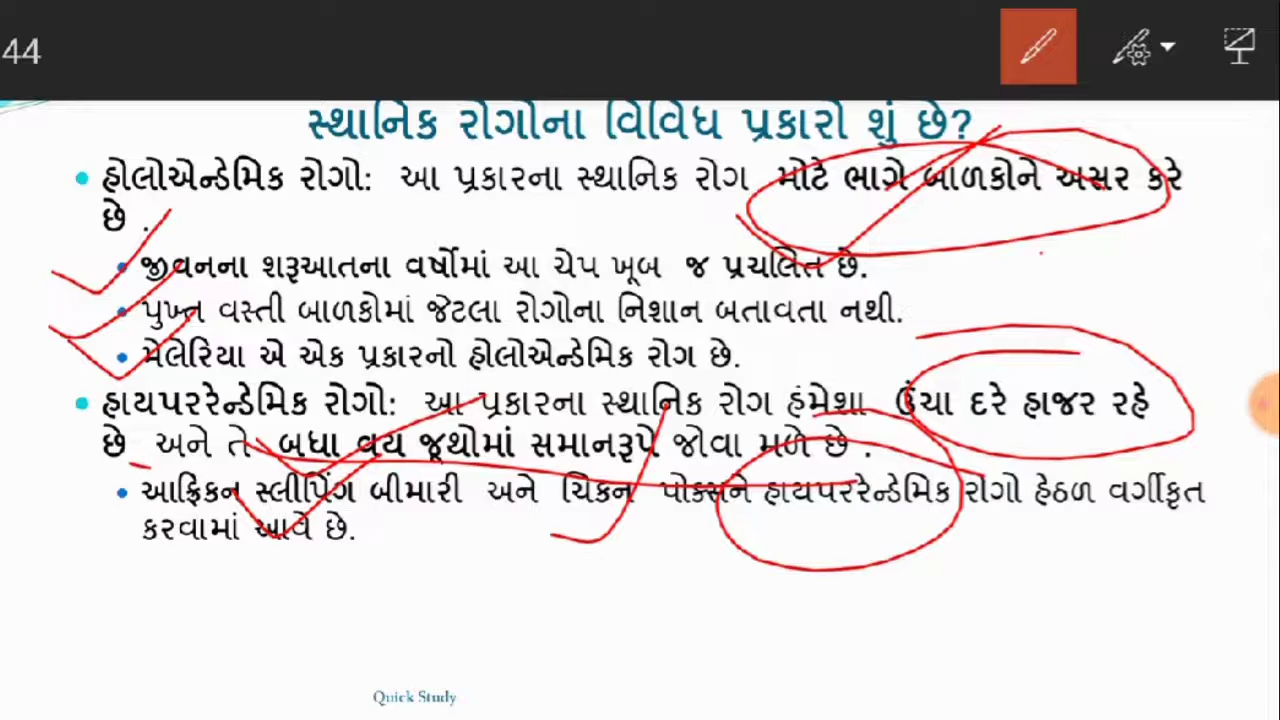 44
સ્થાનિક રોગોના વિવિધ પ્રકારો શું છે?
• હોલોએન્ડેમિક રોગો: આ પ્રકારના સ્થાનિક રોગ મોટે ભાગે બાળકોને અસર કરે
છે .
• જીવનના શરૂઆતના વર્ષોમાં આ ચેપ ખૂબ જ પ્રચલિત છે.
• પુખ્ત વસ્તી બાળકોમાં જેટલા રોગોના નિશાન બતાવતા નથી.
• મેલેરિયા એ એક પ્રકારનો હોલોએન્ડેમિક રોગ છે.
• હાયપરરેન્ડેમિક રોગો: આ પ્રકારના સ્થાનિક રોગ હંમેશા ઉંચા દરે હાજર રહે
છે અને તે બધા વય જૂથોમાં સમાનરૂપે જોવા મળે છે .
• આફ્રિકન સ્લીપિંગ બીમારી અને ચિકન પોક્સને હાયપરરેન્ડેમિક રોગો હેઠળ વર્ગીકૃત
કરવામાં આવે છે.
Quick Study